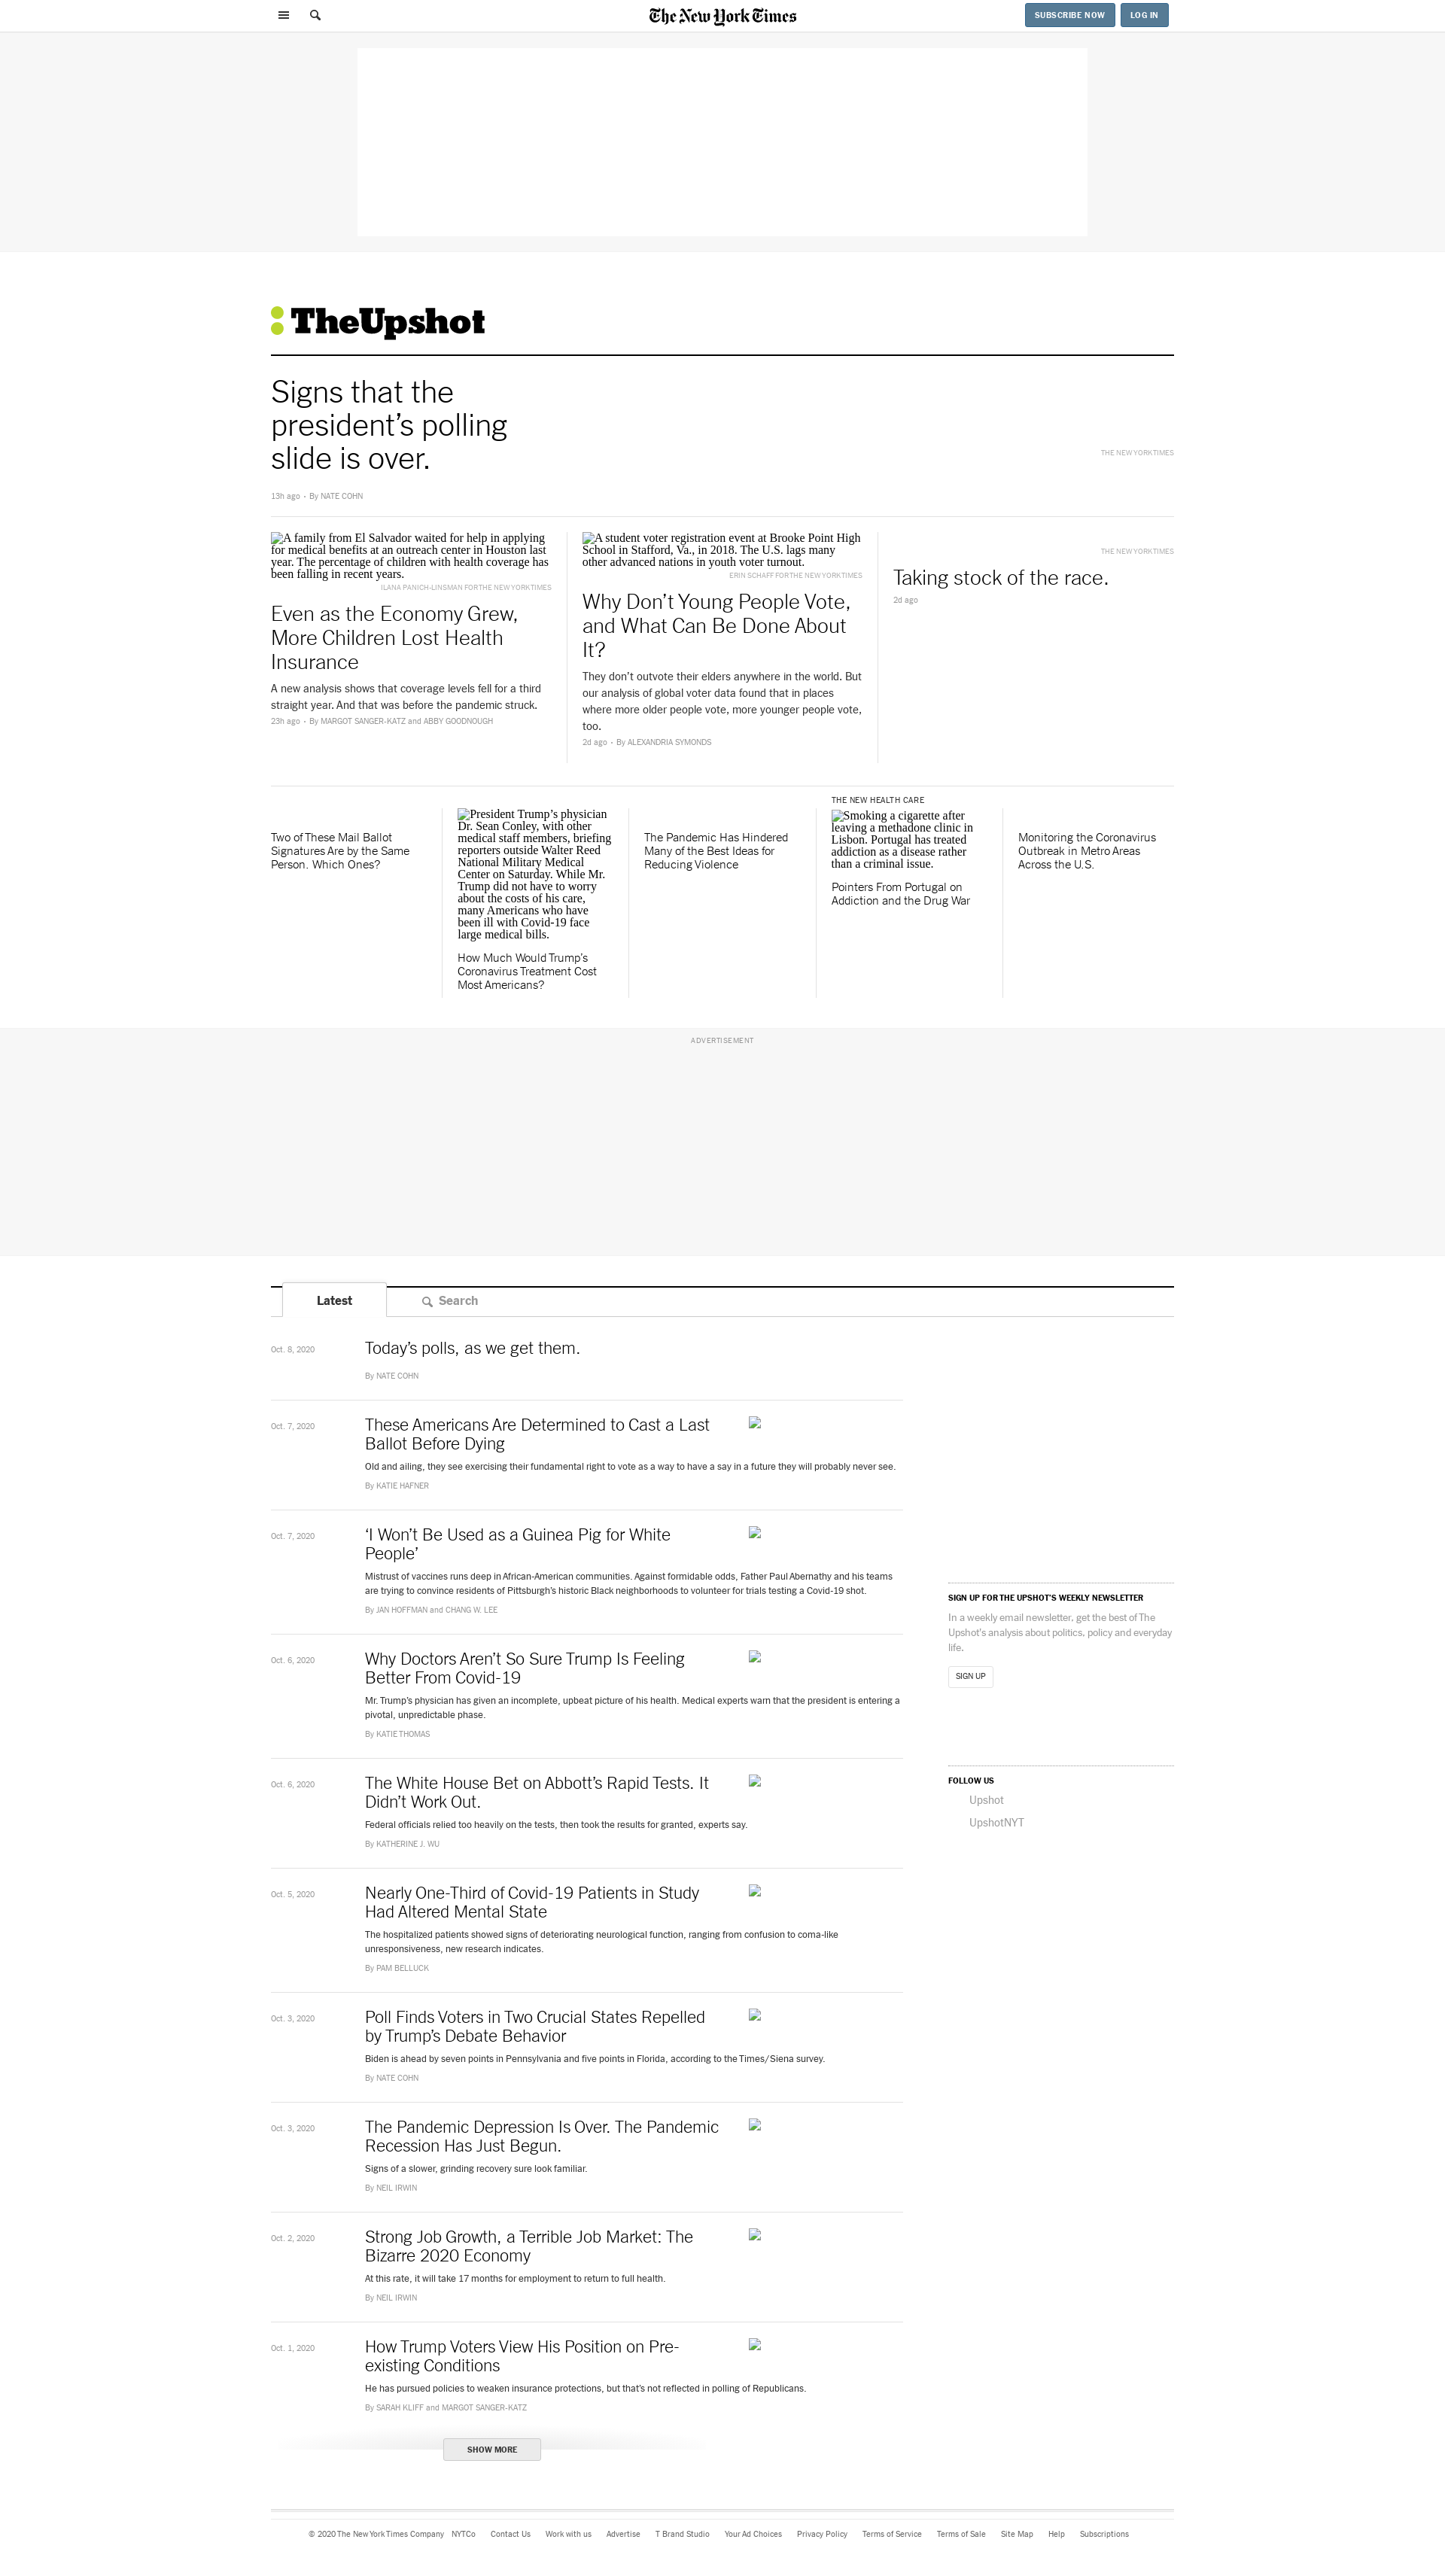 The New York Times
SUBSCRIBE NOW
LOG IN
TheUpshot
Signs that the
president’s polling
slide is over.
THE NEW YORK TIMES
13h ago • By NATE COHN
A family from El Salvador waited for help in applying
for medical benefits at an outreach center in Houston last
year. The percentage of children with health coverage has
been falling in recent years.
ILANA PANICH-LINSMAN FOR THE NEW YORK TIMES
Even as the Economy Grew,
More Children Lost Health
Insurance
A new analysis shows that coverage levels fell for a third
straight year. And that was before the pandemic struck.
23h ago • By MARGOT SANGER-KATZ and ABBY GOODNOUGH
A student voter registration event at Brooke Point High
School in Stafford, Va., in 2018. The U.S. lags many
other advanced nations in youth voter turnout.
ERIN SCHAFF FOR THE NEW YORK TIMES
Why Don’t Young People Vote,
and What Can Be Done About
It?
They don’t outvote their elders anywhere in the world. But
our analysis of global voter data found that in places
where more older people vote, more younger people vote,
too.
2d ago • By ALEXANDRIA SYMONDS
THE NEW YORK TIMES
Taking stock of the race.
2d ago
Two of These Mail Ballot
Signatures Are by the Same
Person. Which Ones?
President Trump’s physician
Dr. Sean Conley, with other
medical staff members, briefing
reporters outside Walter Reed
National Military Medical
Center on Saturday. While Mr.
Trump did not have to worry
about the costs of his care,
many Americans who have
been ill with Covid-19 face
large medical bills.
How Much Would Trump’s
Coronavirus Treatment Cost
Most Americans?
The Pandemic Has Hindered
Many of the Best Ideas for
Reducing Violence
THE NEW HEALTH CARE
Smoking a cigarette after
leaving a methadone clinic in
Lisbon. Portugal has treated
addiction as a disease rather
than a criminal issue.
Pointers From Portugal on
Addiction and the Drug War
Monitoring the Coronavirus
Outbreak in Metro Areas
Across the U.S.
ADVERTISEMENT
Latest
Search
Oct. 8, 2020
Today’s polls, as we get them.
By NATE COHN
Oct. 7, 2020
These Americans Are Determined to Cast a Last
Ballot Before Dying
Old and ailing, they see exercising their fundamental right to vote as a way to have a say in a future they will probably never see.
By KATIE HAFNER
Oct. 7, 2020
‘I Won’t Be Used as a Guinea Pig for White
People’
Mistrust of vaccines runs deep in African-American communities. Against formidable odds, Father Paul Abernathy and his teams
are trying to convince residents of Pittsburgh’s historic Black neighborhoods to volunteer for trials testing a Covid-19 shot.
By JAN HOFFMAN and CHANG W. LEE
Oct. 6, 2020
Why Doctors Aren’t So Sure Trump Is Feeling
Better From Covid-19
Mr. Trump’s physician has given an incomplete, upbeat picture of his health. Medical experts warn that the president is entering a
pivotal, unpredictable phase.
By KATIE THOMAS
Oct. 6, 2020
The White House Bet on Abbott’s Rapid Tests. It
Didn’t Work Out.
Federal officials relied too heavily on the tests, then took the results for granted, experts say.
By KATHERINE J. WU
Oct. 5, 2020
Nearly One-Third of Covid-19 Patients in Study
Had Altered Mental State
The hospitalized patients showed signs of deteriorating neurological function, ranging from confusion to coma-like
unresponsiveness, new research indicates.
By PAM BELLUCK
Oct. 3, 2020
Poll Finds Voters in Two Crucial States Repelled
by Trump’s Debate Behavior
Biden is ahead by seven points in Pennsylvania and five points in Florida, according to the Times/Siena survey.
By NATE COHN
Oct. 3, 2020
The Pandemic Depression Is Over. The Pandemic
Recession Has Just Begun.
Signs of a slower, grinding recovery sure look familiar.
By NEIL IRWIN
Oct. 2, 2020
Strong Job Growth, a Terrible Job Market: The
Bizarre 2020 Economy
At this rate, it will take 17 months for employment to return to full health.
By NEIL IRWIN
Oct. 1, 2020
How Trump Voters View His Position on Pre-
existing Conditions
He has pursued policies to weaken insurance protections, but that’s not reflected in polling of Republicans.
By SARAH KLIFF and MARGOT SANGER-KATZ
SHOW MORE
SIGN UP FOR THE UPSHOT’S WEEKLY NEWSLETTER
In a weekly email newsletter, get the best of The
Upshot's analysis about politics, policy and everyday
life.
SIGN UP
FOLLOW US
Upshot
UpshotNYT
© 2020 The New York Times Company NYTCo Contact Us Work with us Advertise T Brand Studio Your Ad Choices Privacy Policy Terms of Service Terms of Sale Site Map Help Subscriptions